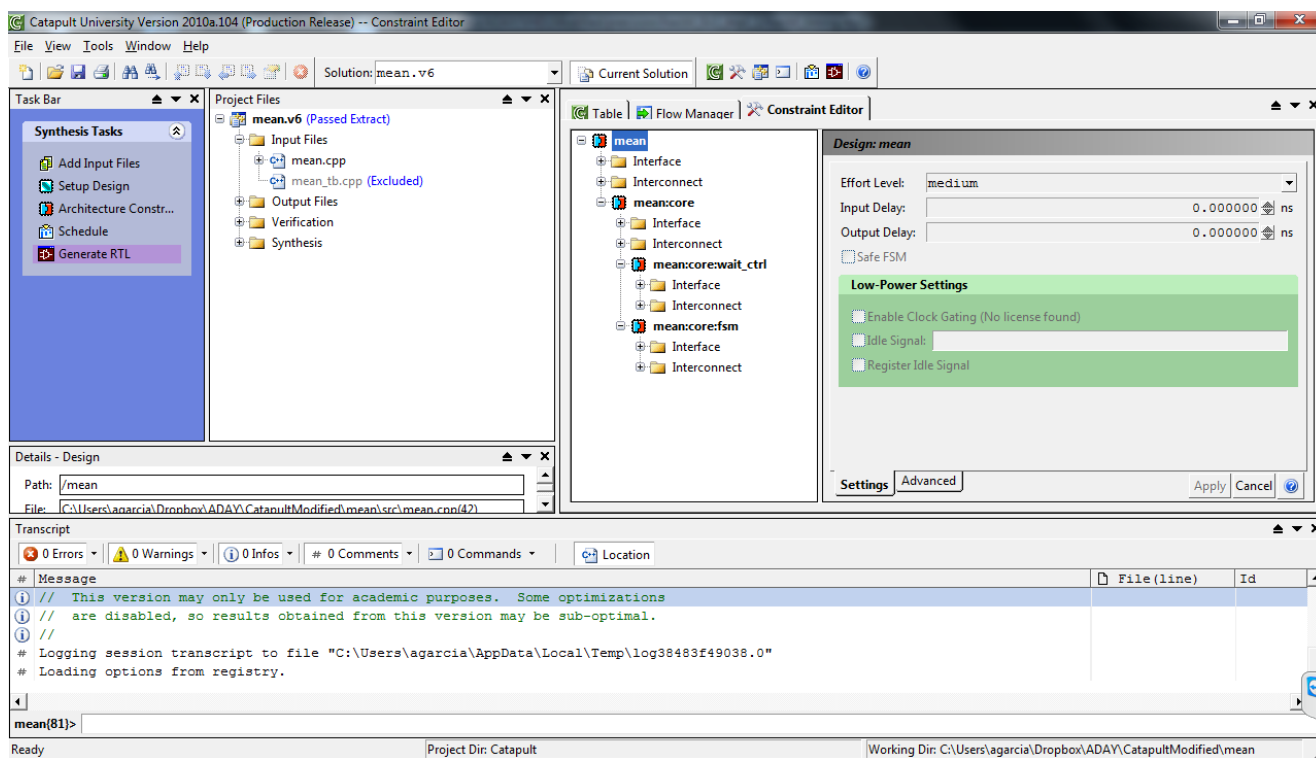 Catapult University Version 2010a.104 (Production Release) -- Constraint Editor
File View Tools Window Help
Solution: mean.v6 Current Solution
Task Bar
Synthesis Tasks
Add Input Files
Setup Design
Architecture Constr...
Schedule
Generate RTL
Project Files
mean.v6 (Passed Extract)
Input Files
mean.cpp
mean_tb.cpp (Excluded)
Output Files
Verification
Synthesis
Table Flow Manager Constraint Editor
mean
Interface
Interconnect
mean:core
Interface
Interconnect
mean:core:wait_ctrl
Interface
Interconnect
mean:core:fsm
Interface
Interconnect
Design: mean
Effort Level: medium
Input Delay: 0.000000 ns
Output Delay: 0.000000 ns
Safe FSM
Low-Power Settings
Enable Clock Gating (No license found)
Idle Signal:
Register Idle Signal
Settings Advanced Apply Cancel
Details - Design
Path: /mean
File: C:\Users\agarcia\Dropbox\ADAY\CatapultModified\mean\src\mean.cpp(42)
Transcript
0 Errors 0 Warnings 0 Infos # 0 Comments 0 Commands Location
# Message File(line) Id
// This version may only be used for academic purposes. Some optimizations
// are disabled, so results obtained from this version may be sub-optimal.
//
# Logging session transcript to file "C:\Users\agarcia\AppData\Local\Temp\log38483f49038.0"
# Loading options from registry.
mean{81}>
Ready Project Dir: Catapult Working Dir: C:\Users\agarcia\Dropbox\ADAY\CatapultModified\mean